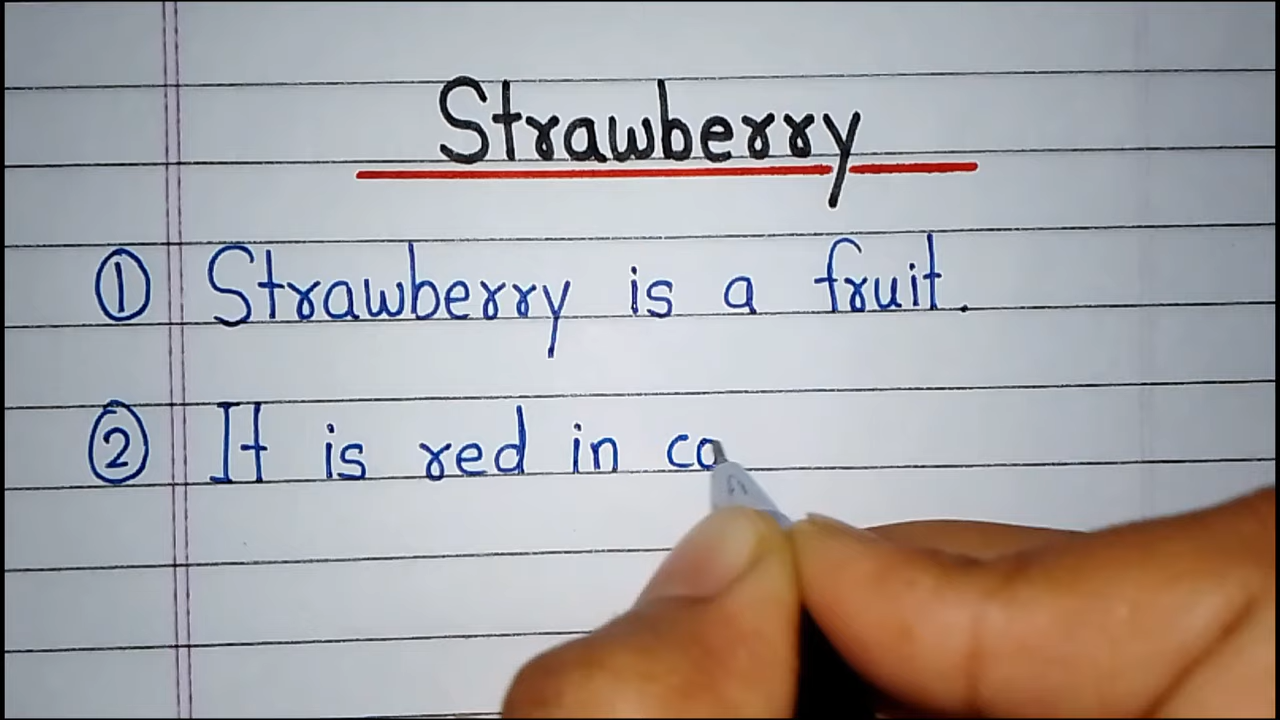 Strawberry
① Strawberry is a fruit.
② It is red in co